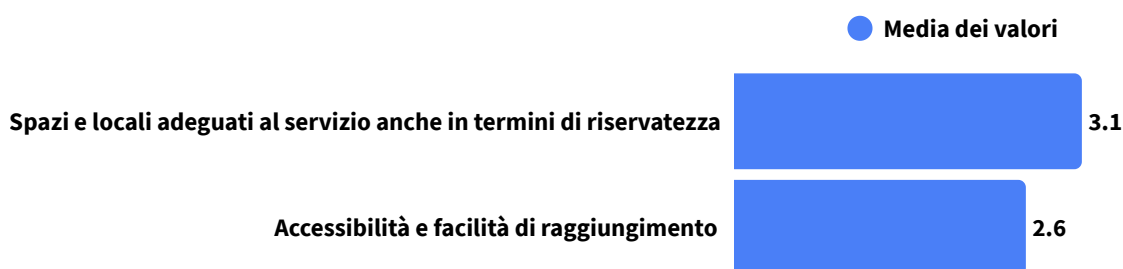 Media dei valori
Spazi e locali adeguati al servizio anche in termini di riservatezza 3.1
Accessibilità e facilità di raggiungimento 2.6